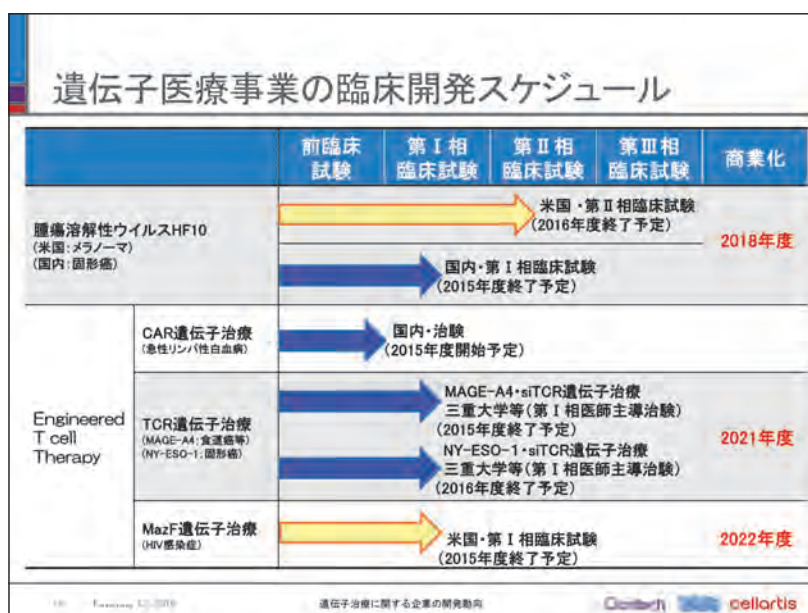 遺伝子医療事業の臨床開発スケジュール
前臨床
試験
第Ⅰ相
臨床試験
第Ⅱ相
臨床試験
第Ⅲ相
臨床試験
商業化
腫瘍溶解性ウイルスHF10
(米国:メラノーマ)
(国内:固形癌)
米国・第Ⅱ相臨床試験
(2016年度終了予定)
国内・第Ⅰ相臨床試験
(2015年度終了予定)
2018年度
Engineered
T cell
Therapy
CAR遺伝子治療
(急性リンパ性白血病)
国内・治験
(2015年度開始予定)
TCR遺伝子治療
(MAGE-A4:食道癌等)
(NY-ESO-1:固形癌)
MAGE-A4・siTCR遺伝子治療
三重大学等(第Ⅰ相医師主導治験)
(2015年度終了予定)
NY-ESO-1・siTCR遺伝子治療
三重大学等(第Ⅰ相医師主導治験)
(2016年度終了予定)
2021年度
MazF遺伝子治療
(HIV感染症)
米国・第Ⅰ相臨床試験
(2015年度終了予定)
2022年度
遺伝子治療に関する企業の開発動向
cellartis